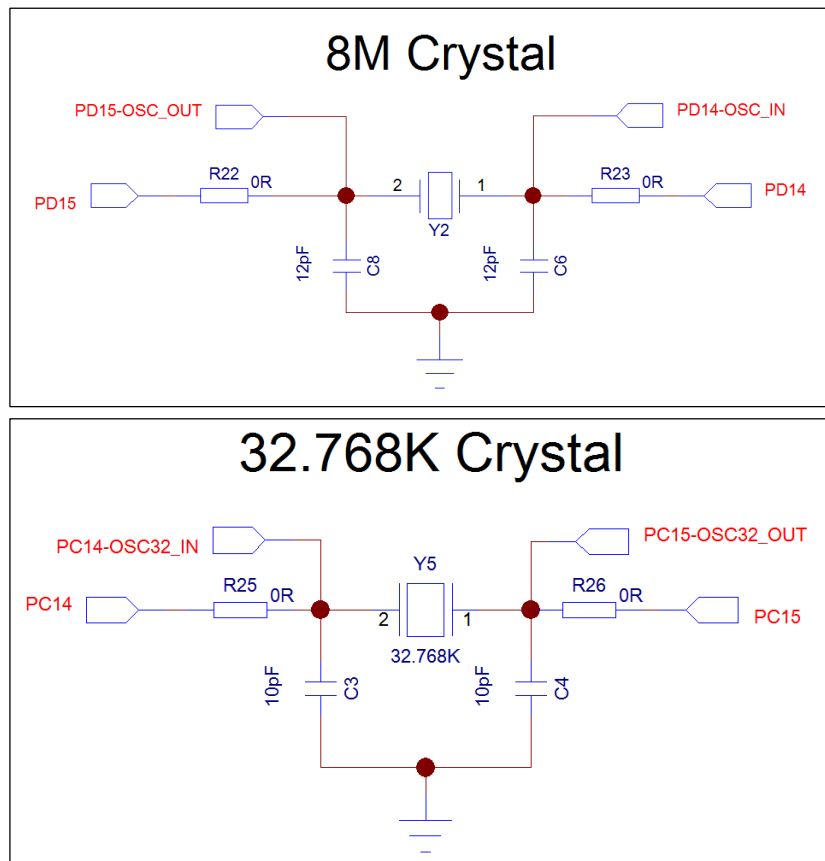 8M Crystal
PD15-OSC_OUT
PD14-OSC_IN
R22
0R
R23
0R
2
1
PD15
PD14
Y2
12pF
C8
12pF
C6
32.768K Crystal
PC14-OSC32_IN
PC15-OSC32_OUT
Y5
R25
0R
R26
0R
PC14
2
1
PC15
32.768K
10pF
C3
10pF
C4